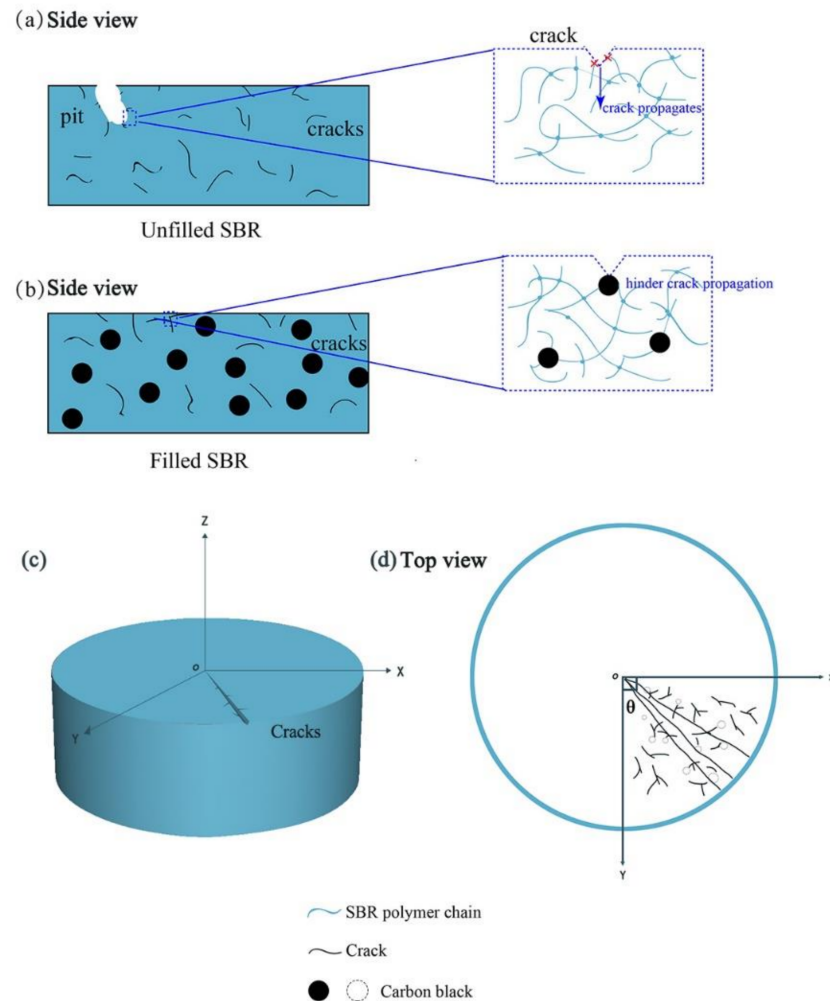 (a) Side view
crack
pit
cracks
crack propagates
Unfilled SBR
(b) Side view
hinder crack propagation
cracks
Filled SBR
(c)
Z
O
X
Y
Cracks
(d) Top view
O
θ
Y
SBR polymer chain
Crack
Carbon black